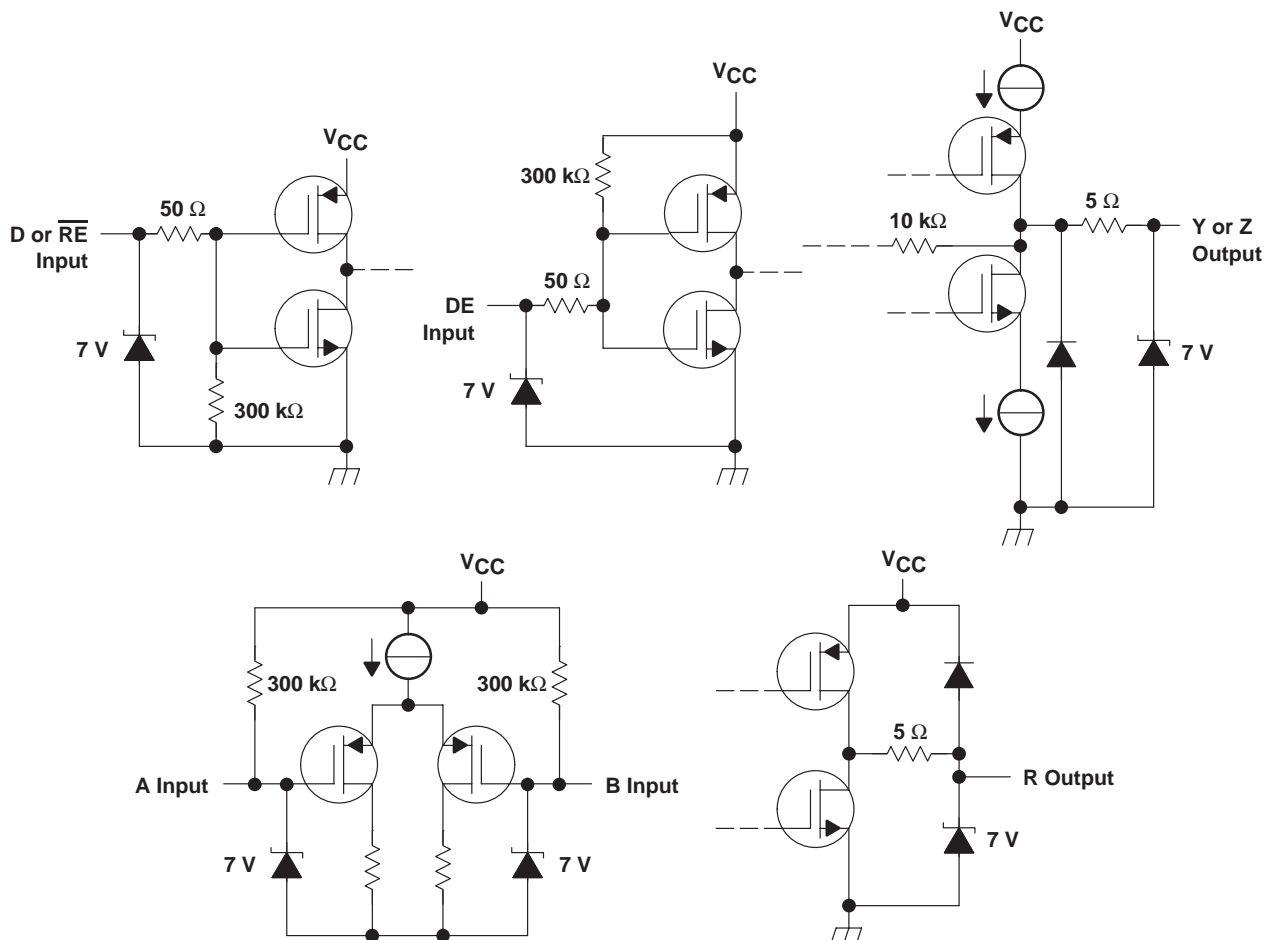 VCC
VCC
VCC
300 kΩ
50 Ω
D or RE
Input
5 Ω
10 kΩ
Y or Z
Output
50 Ω
DE
Input
7 V
7 V
7 V
300 kΩ
VCC
VCC
300 kΩ
300 kΩ
5 Ω
A Input
B Input
R Output
7 V
7 V
7 V